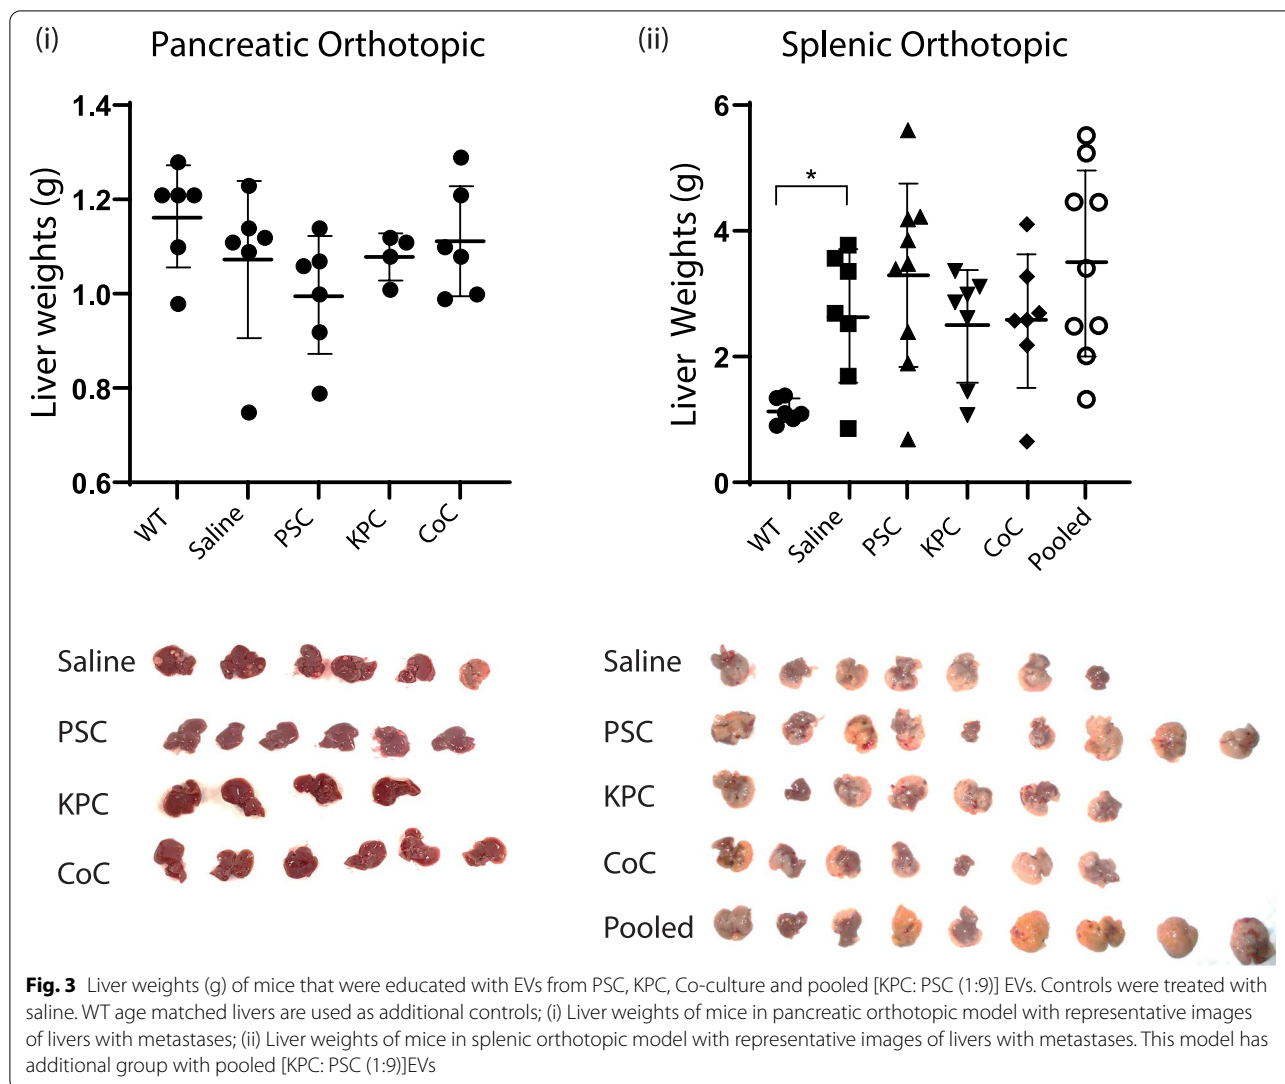 (i) Pancreatic Orthotopic
Liver weights (g)
1.4
1.2
1.0
0.8
0.6
WT
Saline
PSC
KPC
CoC
(ii) Splenic Orthotopic
Liver Weights (g)
6
4
2
0
*
WT
Saline
PSC
KPC
CoC
Pooled
Saline
PSC
KPC
CoC
Saline
PSC
KPC
CoC
Pooled
Fig. 3 Liver weights (g) of mice that were educated with EVs from PSC, KPC, Co-culture and pooled [KPC: PSC (1:9)] EVs. Controls were treated with
saline. WT age matched livers are used as additional controls; (i) Liver weights of mice in pancreatic orthotopic model with representative images
of livers with metastases; (ii) Liver weights of mice in splenic orthotopic model with representative images of livers with metastases. This model has
additional group with pooled [KPC: PSC (1:9)]EVs